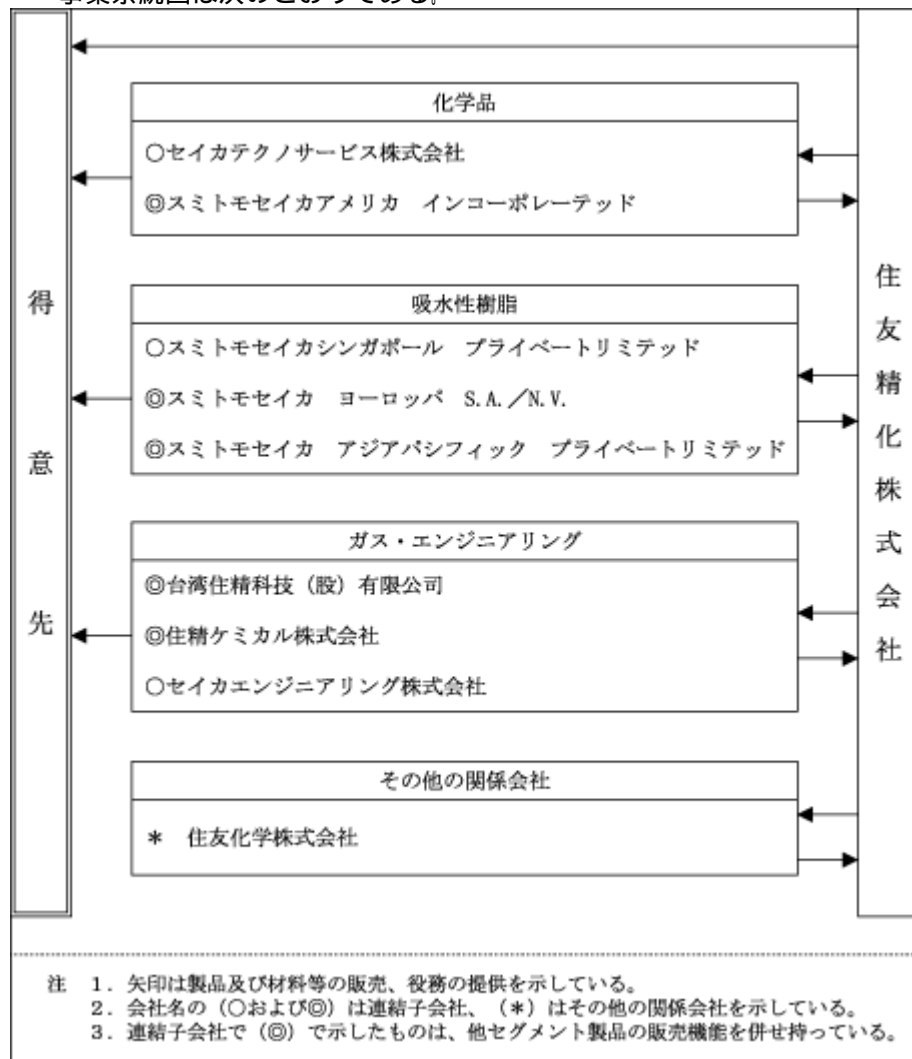 事業系統図は次のとおりである。
化学品
○セイカテクノサービス株式会社
◎スミトモセイカアメリカ　インコーポレーテッド
吸水性樹脂
○スミトモセイカシンガポール　プライベートリミテッド
◎スミトモセイカ　ヨーロッパ　S.A.／N.V.
◎スミトモセイカ　アジアパシフィック　プライベートリミテッド
ガス・エンジニアリング
◎台湾住精科技（股）有限公司
◎住精ケミカル株式会社
○セイカエンジニアリング株式会社
その他の関係会社
＊　住友化学株式会社
得意先
住友精化株式会社
注　1．矢印は製品及び材料等の販売、役務の提供を示している。
2．会社名の（○および◎）は連結子会社、（＊）はその他の関係会社を示している。
3．連結子会社で（◎）で示したものは、他セグメント製品の販売機能を併せ持っている。